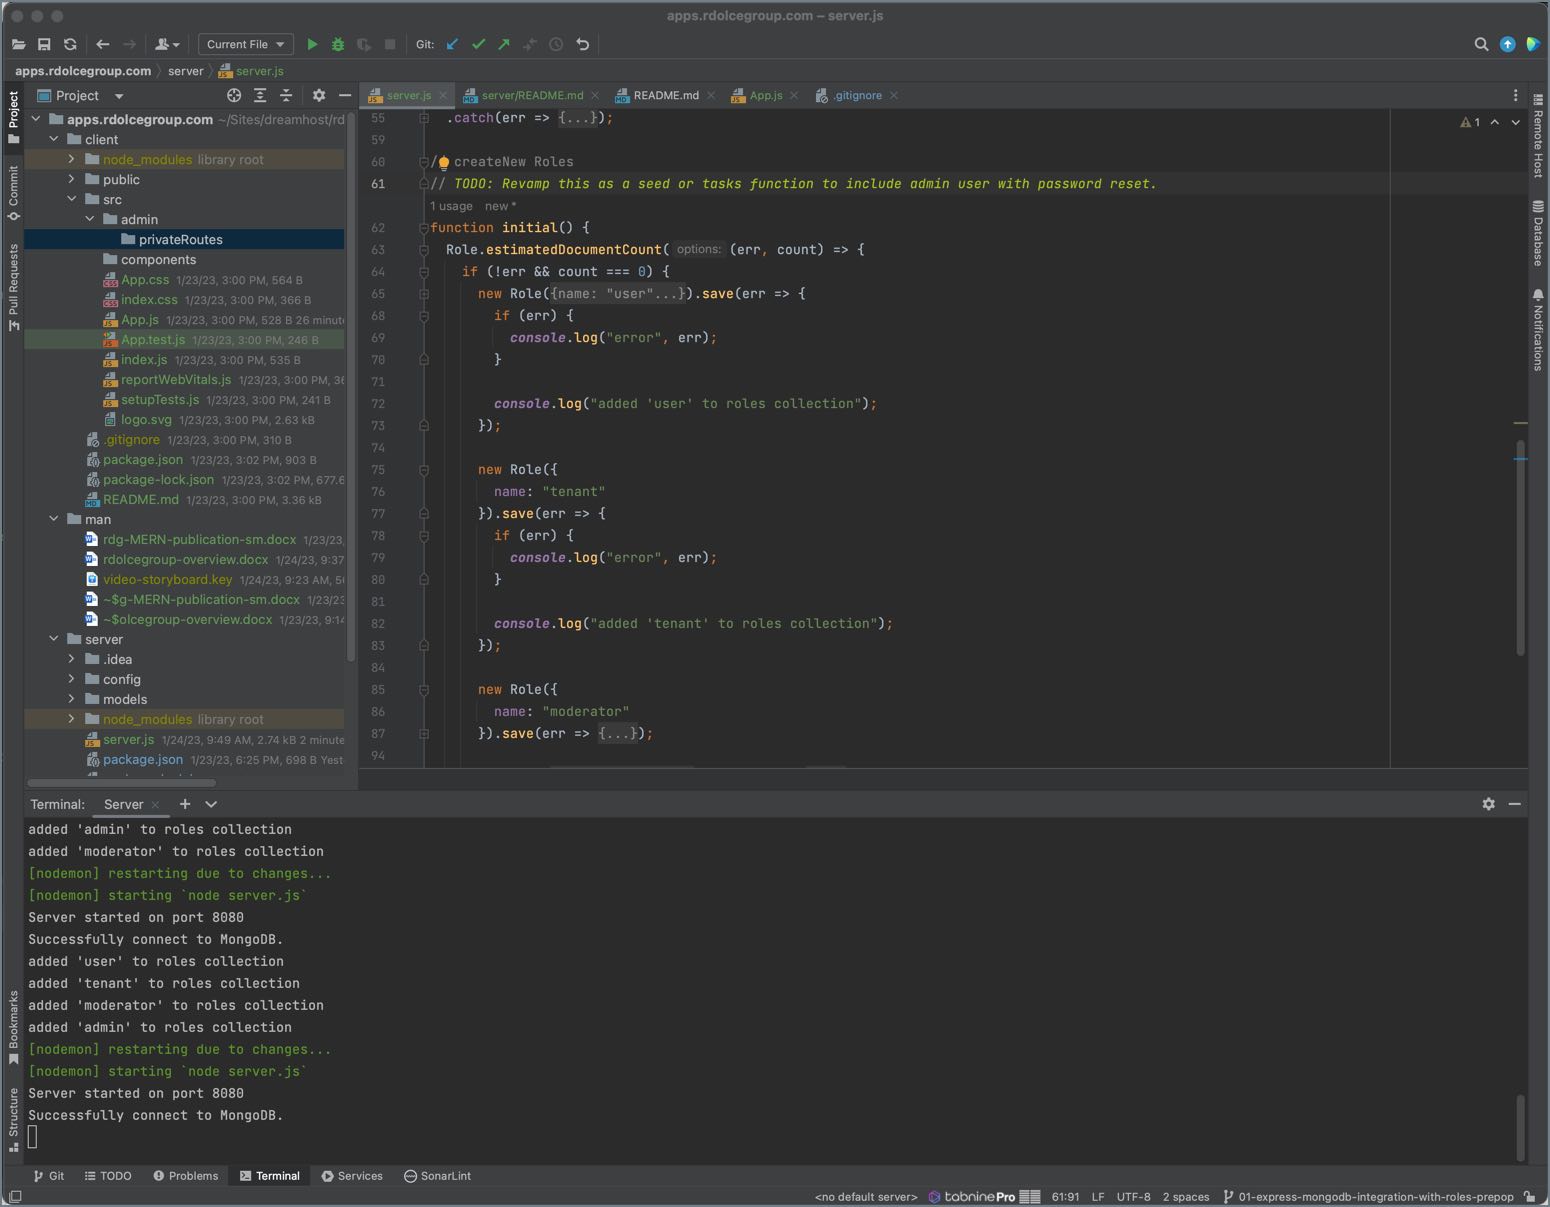 apps.rdolcegroup.com – server.js
Current File
Git:
apps.rdolcegroup.com
server
server.js
Project
server.js
server/README.md
README.md
App.js
.gitignore
Project
Commit
Pull Requests
Bookmarks
Structure
apps.rdolcegroup.com ~/Sites/dreamhost/rd
client
node_modules library root
public
src
admin
privateRoutes
components
App.css 1/23/23, 3:00 PM, 564 B
index.css 1/23/23, 3:00 PM, 366 B
App.js 1/23/23, 3:00 PM, 528 B 26 minute
App.test.js 1/23/23, 3:00 PM, 246 B
index.js 1/23/23, 3:00 PM, 535 B
reportWebVitals.js 1/23/23, 3:00 PM, 36
setupTests.js 1/23/23, 3:00 PM, 241 B
logo.svg 1/23/23, 3:00 PM, 2.63 kB
.gitignore 1/23/23, 3:00 PM, 310 B
package.json 1/23/23, 3:02 PM, 903 B
package-lock.json 1/23/23, 3:02 PM, 677.6
README.md 1/23/23, 3:00 PM, 3.36 kB
man
rdg-MERN-publication-sm.docx 1/23/23,
rdolcegroup-overview.docx 1/24/23, 9:37
video-storyboard.key 1/24/23, 9:23 AM, 50
~$g-MERN-publication-sm.docx 1/23/23
~$olcegroup-overview.docx 1/23/23, 9:14
server
.idea
config
models
node_modules library root
server.js 1/24/23, 9:49 AM, 2.74 kB 2 minute
package.json 1/23/23, 6:25 PM, 698 B Yest
55 .catch(err => {...});
59
60 / createNew Roles
61 // TODO: Revamp this as a seed or tasks function to include admin user with password reset.
1 usage new *
62 function initial() {
63 Role.estimatedDocumentCount( options: (err, count) => {
64 if (!err && count === 0) {
65 new Role({name: "user"...}).save(err => {
68 if (err) {
69 console.log("error", err);
70 }
71
72 console.log("added 'user' to roles collection");
73 });
74
75 new Role({
76 name: "tenant"
77 }).save(err => {
78 if (err) {
79 console.log("error", err);
80 }
81
82 console.log("added 'tenant' to roles collection");
83 });
84
85 new Role({
86 name: "moderator"
87 }).save(err => {...});
94
1
Remote Host
Database
Notifications
Terminal: Server
added 'admin' to roles collection
added 'moderator' to roles collection
[nodemon] restarting due to changes...
[nodemon] starting `node server.js`
Server started on port 8080
Successfully connect to MongoDB.
added 'user' to roles collection
added 'tenant' to roles collection
added 'moderator' to roles collection
added 'admin' to roles collection
[nodemon] restarting due to changes...
[nodemon] starting `node server.js`
Server started on port 8080
Successfully connect to MongoDB.
Git TODO Problems Terminal Services SonarLint
<no default server> tabnine Pro 61:91 LF UTF-8 2 spaces 01-express-mongodb-integration-with-roles-prepop